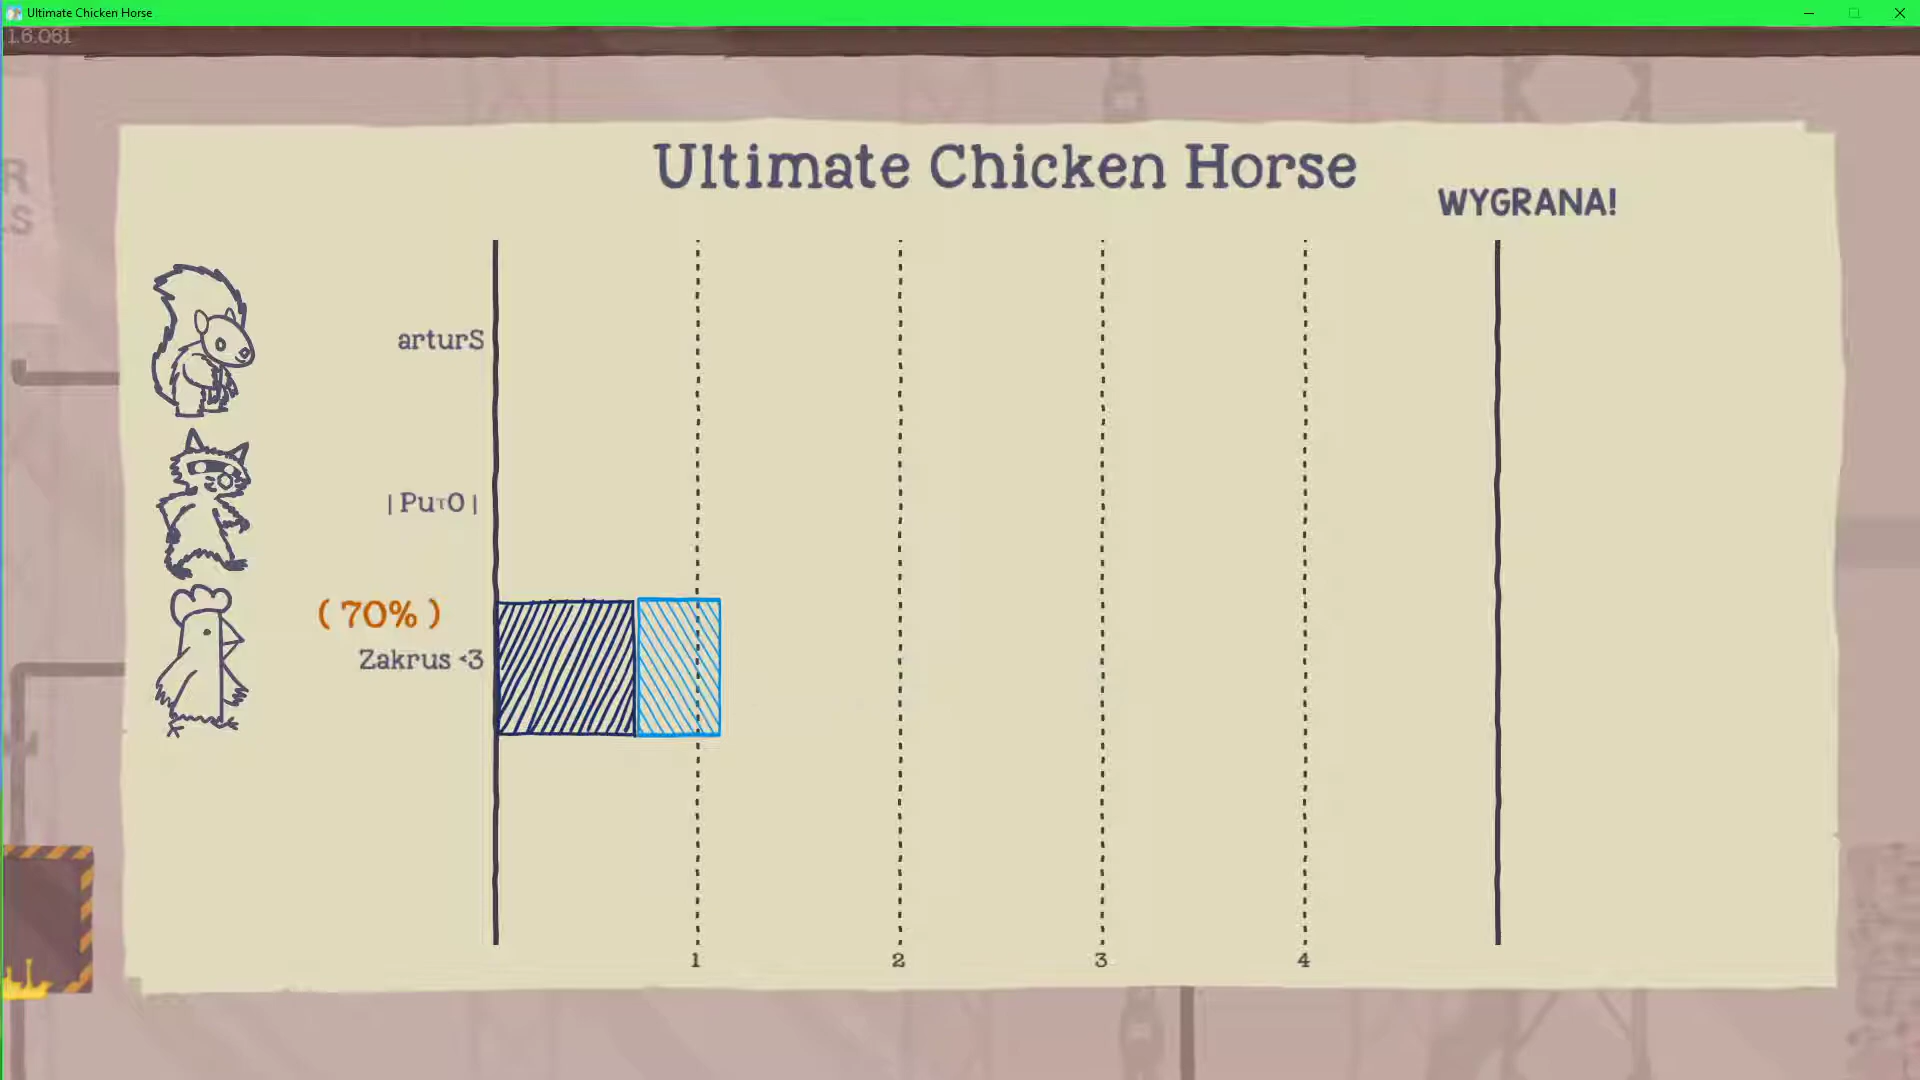 Ultimate Chicken Horse
1.6.061
Ultimate Chicken Horse
WYGRANA!
R
LS
arturS
| PuтO |
( 70% )
Zakrus <3
1 2 3 4